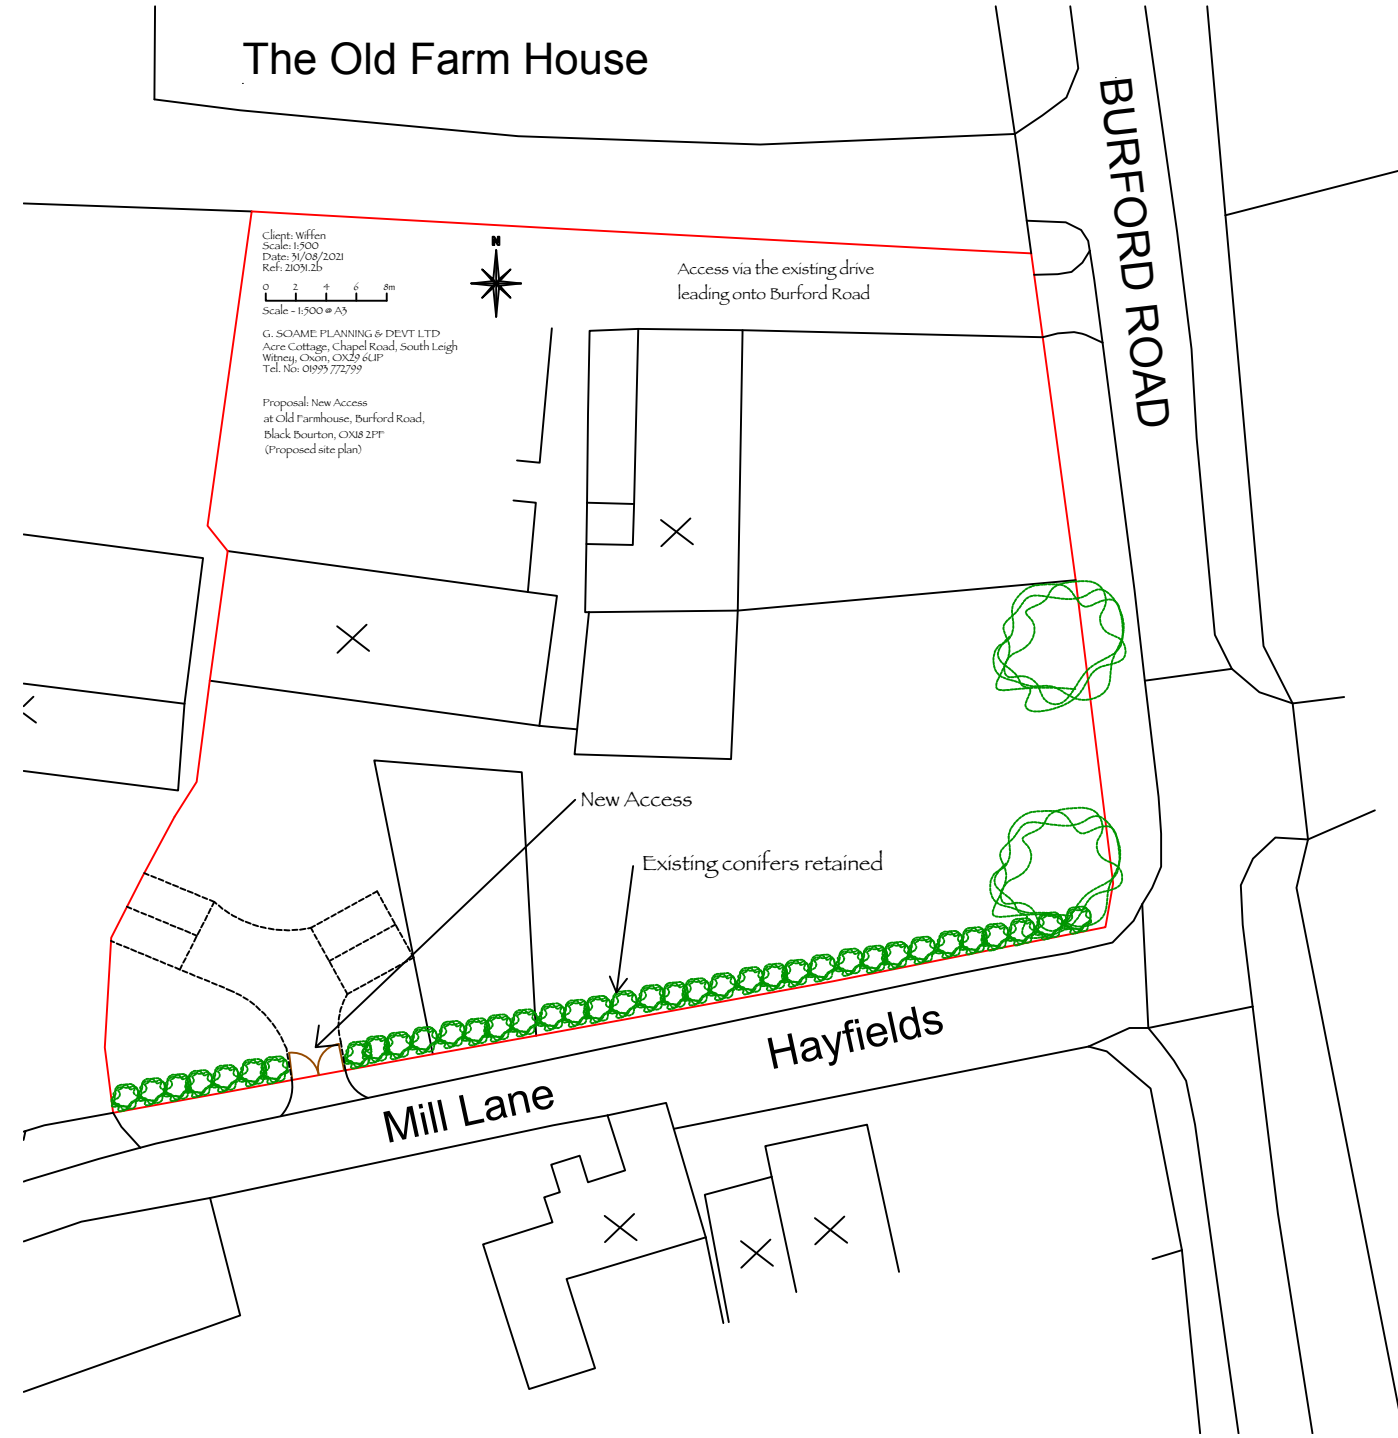 The Old Farm House
BURFORD ROAD
Client: Wiffen
Scale: 1:500
Date: 31/08/2021
Ref: 21031.2b
0 2 4 6 8m
Scale - 1:500 @ A3
N
Access via the existing drive
leading onto Burford Road
G. SOAME PLANNING & DEVT LTD
Acre Cottage, Chapel Road, South Leigh
Witney, Oxon, OX29 6UP
Tel. No: 01993 772799
Proposal: New Access
at Old Farmhouse, Burford Road,
Black Bourton, OX18 2PF
(Proposed site plan)
New Access
Existing conifers retained
Hayfields
Mill Lane